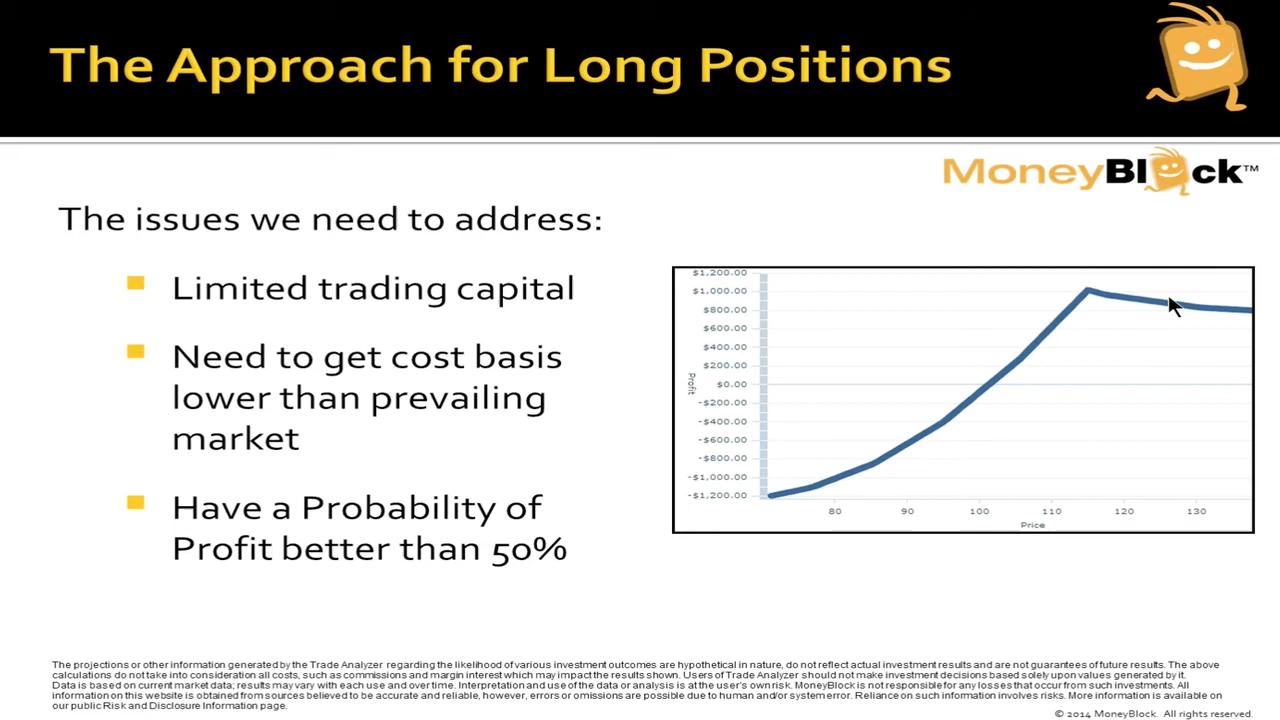 The Approach for Long Positions
MoneyBlock™
The issues we need to address:
Limited trading capital
Need to get cost basis
lower than prevailing
market
Have a Probability of
Profit better than 50%
$1,200.00
$1,000.00
$800.00
$600.00
$400.00
$200.00
$0.00
-$200.00
-$400.00
-$600.00
-$800.00
-$1,000.00
-$1,200.00
Profit
80 90 100 110 120 130
Price
The projections or other information generated by the Trade Analyzer regarding the likelihood of various investment outcomes are hypothetical in nature, do not reflect actual investment results and are not guarantees of future results. The above
calculations do not take into consideration all costs, such as commissions and margin interest which may impact the results shown. Users of Trade Analyzer should not make investment decisions based solely upon values generated by it.
Data is based on current market data; results may vary with each use and over time. Interpretation and use of the data or analysis is at the user's own risk. MoneyBlock is not responsible for any losses that occur from such investments. All
information on this website is obtained from sources believed to be accurate and reliable, however, errors or omissions are possible due to human and/or system error. Reliance on such information involves risks. More information is available on
our public Risk and Disclosure Information page.
© 2014 MoneyBlock. All rights reserved.